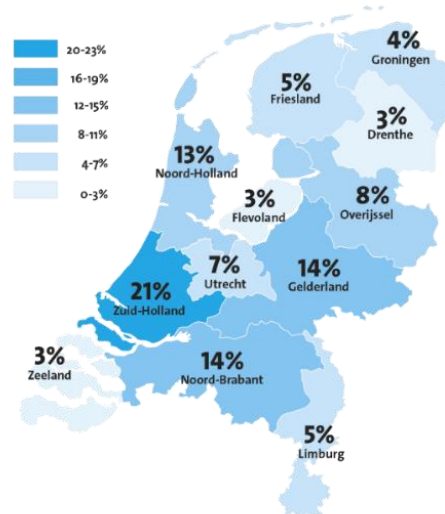 20-23%
16-19%
12-15%
8-11%
4-7%
0-3%
4%
Groningen
5%
Friesland
3%
Drenthe
13%
Noord-Holland
3%
Flevoland
8%
Overijssel
7%
Utrecht
14%
Gelderland
21%
Zuid-Holland
3%
Zeeland
14%
Noord-Brabant
5%
Limburg